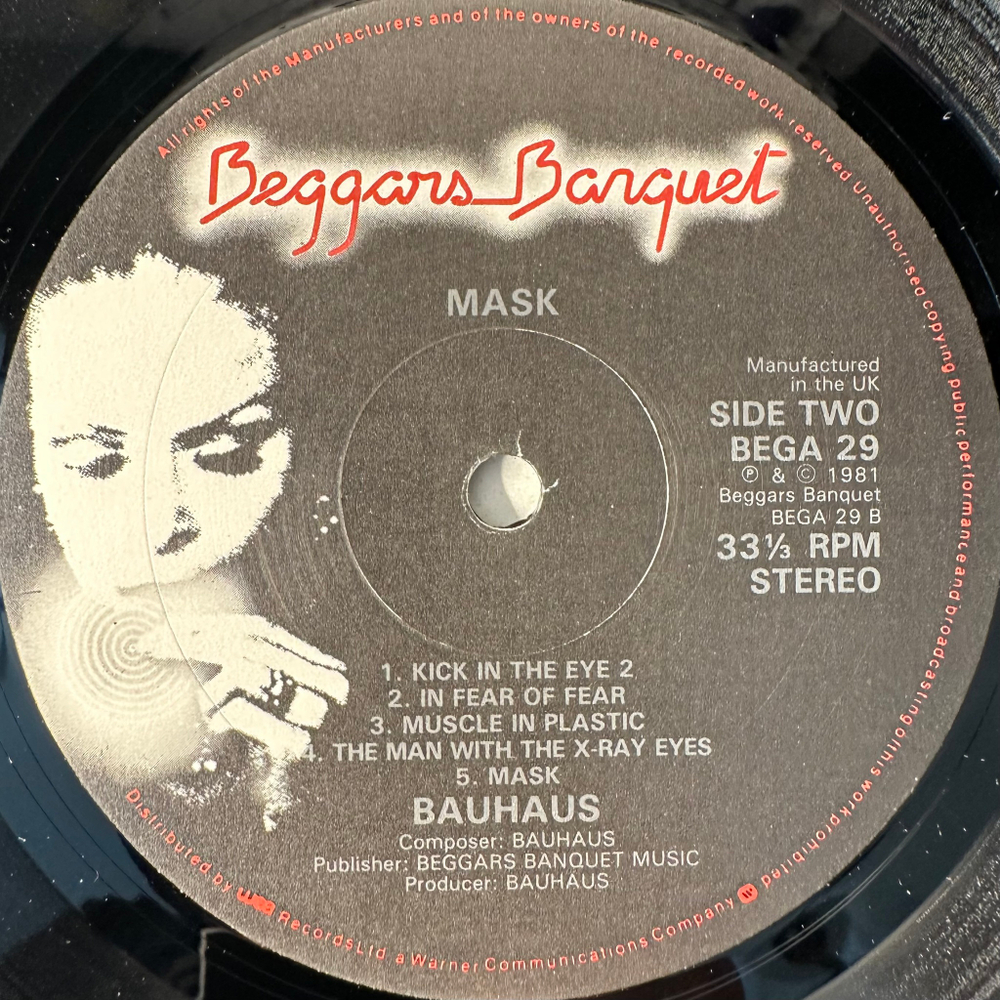 All rights of the Manufacturers and of the owners of the recorded work reserved Unauthorised copying public performance and broadcasting of this work prohibited
Beggars Banquet
MASK
Manufactured
in the UK
SIDE TWO
BEGA 29
Ⓟ & © 1981
Beggars Banquet
BEGA 29 B
33⅓ RPM
STEREO
1. KICK IN THE EYE 2
2. IN FEAR OF FEAR
3. MUSCLE IN PLASTIC
4. THE MAN WITH THE X-RAY EYES
5. MASK
BAUHAUS
Composer: BAUHAUS
Publisher: BEGGARS BANQUET MUSIC
Producer: BAUHAUS
Distributed by Records Ltd a Warner Communications Company